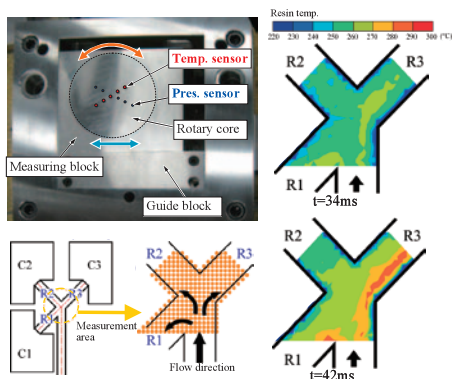 Temp. sensor
Pres. sensor
Rotary core
Measuring block
Guide block
Resin temp.
220 230 240 250 260 270 280 290 300 (℃)
R2
R3
R1
t=34ms
C2
C3
R2
R3
R1
C1
Measurement
area
R2
R3
R1
Flow direction
R2
R3
R1
t=42ms